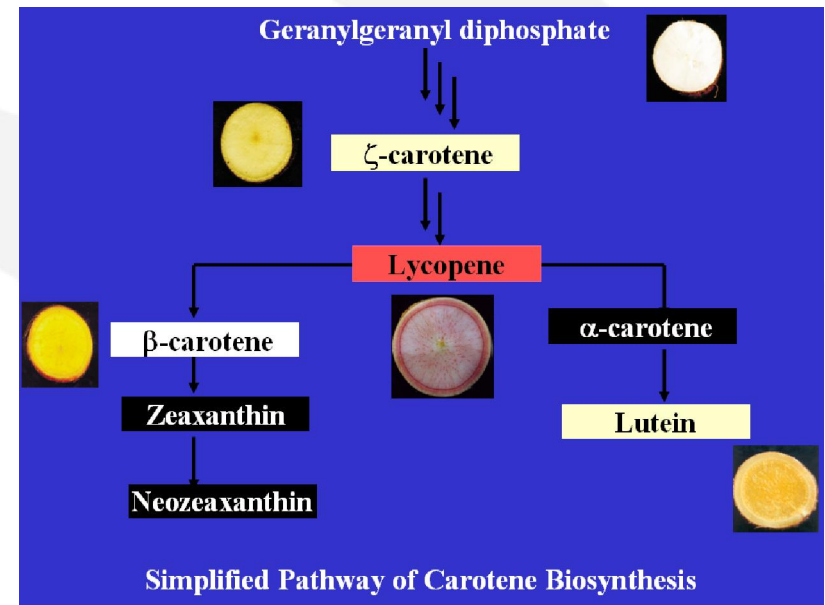 Geranylgeranyl diphosphate
ζ-carotene
Lycopene
β-carotene
α-carotene
Zeaxanthin
Lutein
Neozeaxanthin
Simplified Pathway of Carotene Biosynthesis